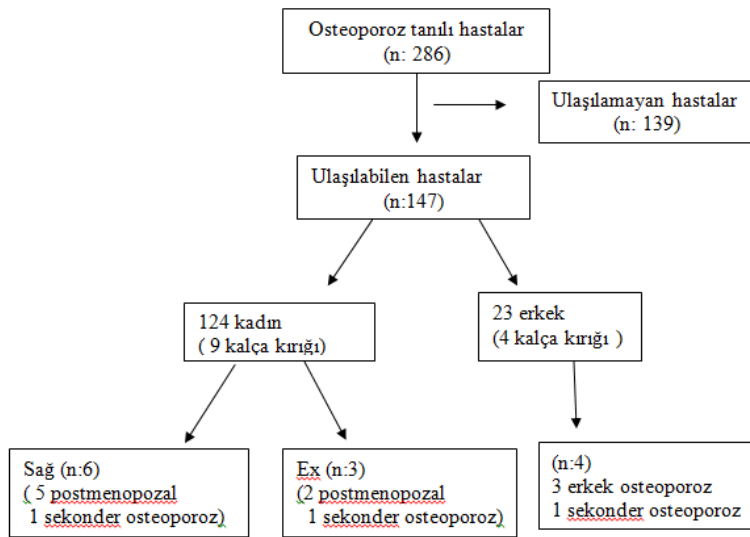 Osteoporoz tanılı hastalar
(n: 286)
Ulaşılamayan hastalar
(n: 139)
Ulaşılabilen hastalar
(n:147)
124 kadın
( 9 kalça kırığı)
23 erkek
(4 kalça kırığı )
Sağ (n:6)
( 5 postmenopozal
1 sekonder osteoporoz)
Ex (n:3)
(2 postmenopozal
1 sekonder osteoporoz)
(n:4)
3 erkek osteoporoz
1 sekonder osteoporoz